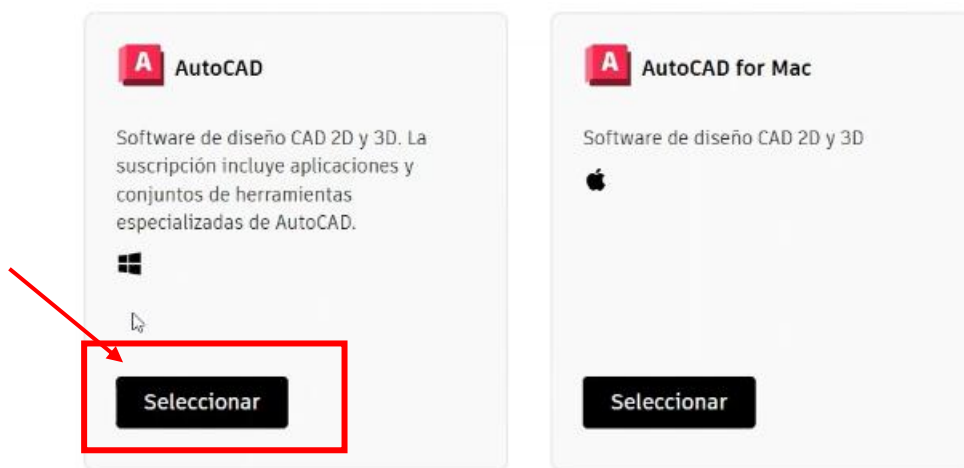 A AutoCAD
Software de diseño CAD 2D y 3D. La
suscripción incluye aplicaciones y
conjuntos de herramientas
especializadas de AutoCAD.
Seleccionar
A AutoCAD for Mac
Software de diseño CAD 2D y 3D
Seleccionar